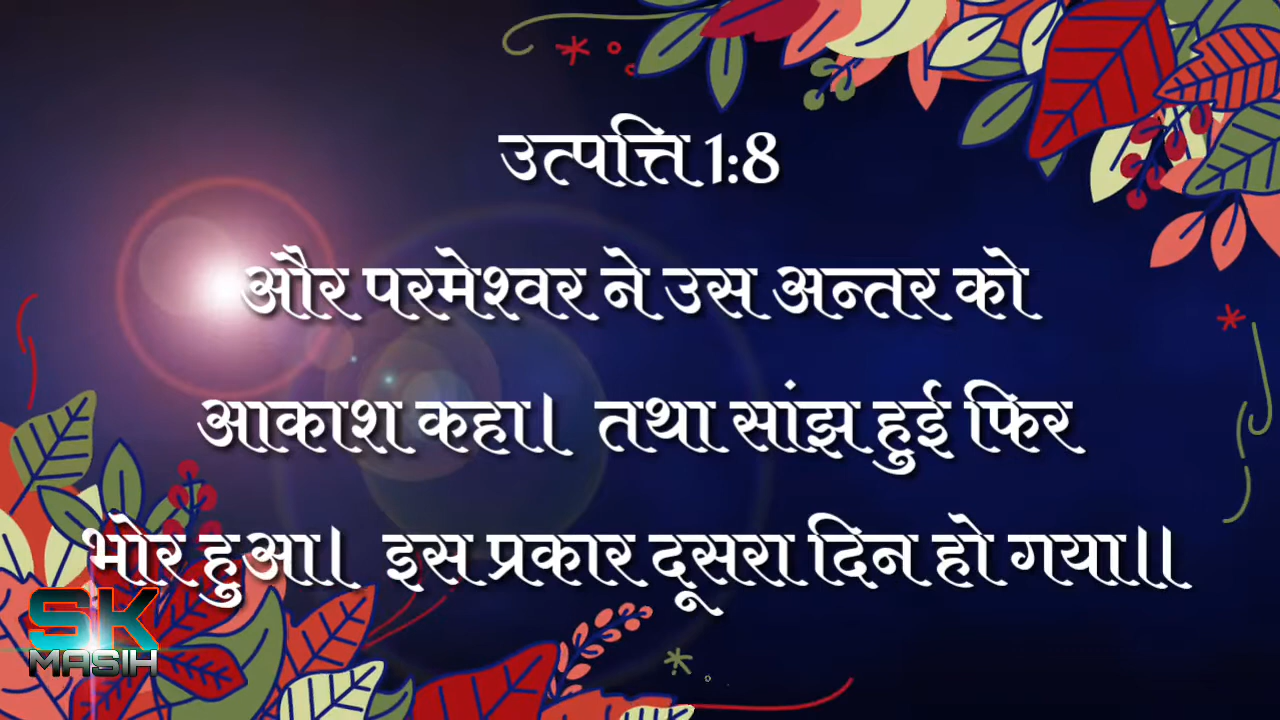 उत्पत्ति 1:8
और परमेश्वर ने उस अन्तर को
आकाश कहा। तथा सांझ हुई फिर
भोर हुआ। इस प्रकार दूसरा दिन हो गया॥
SK
MASIH